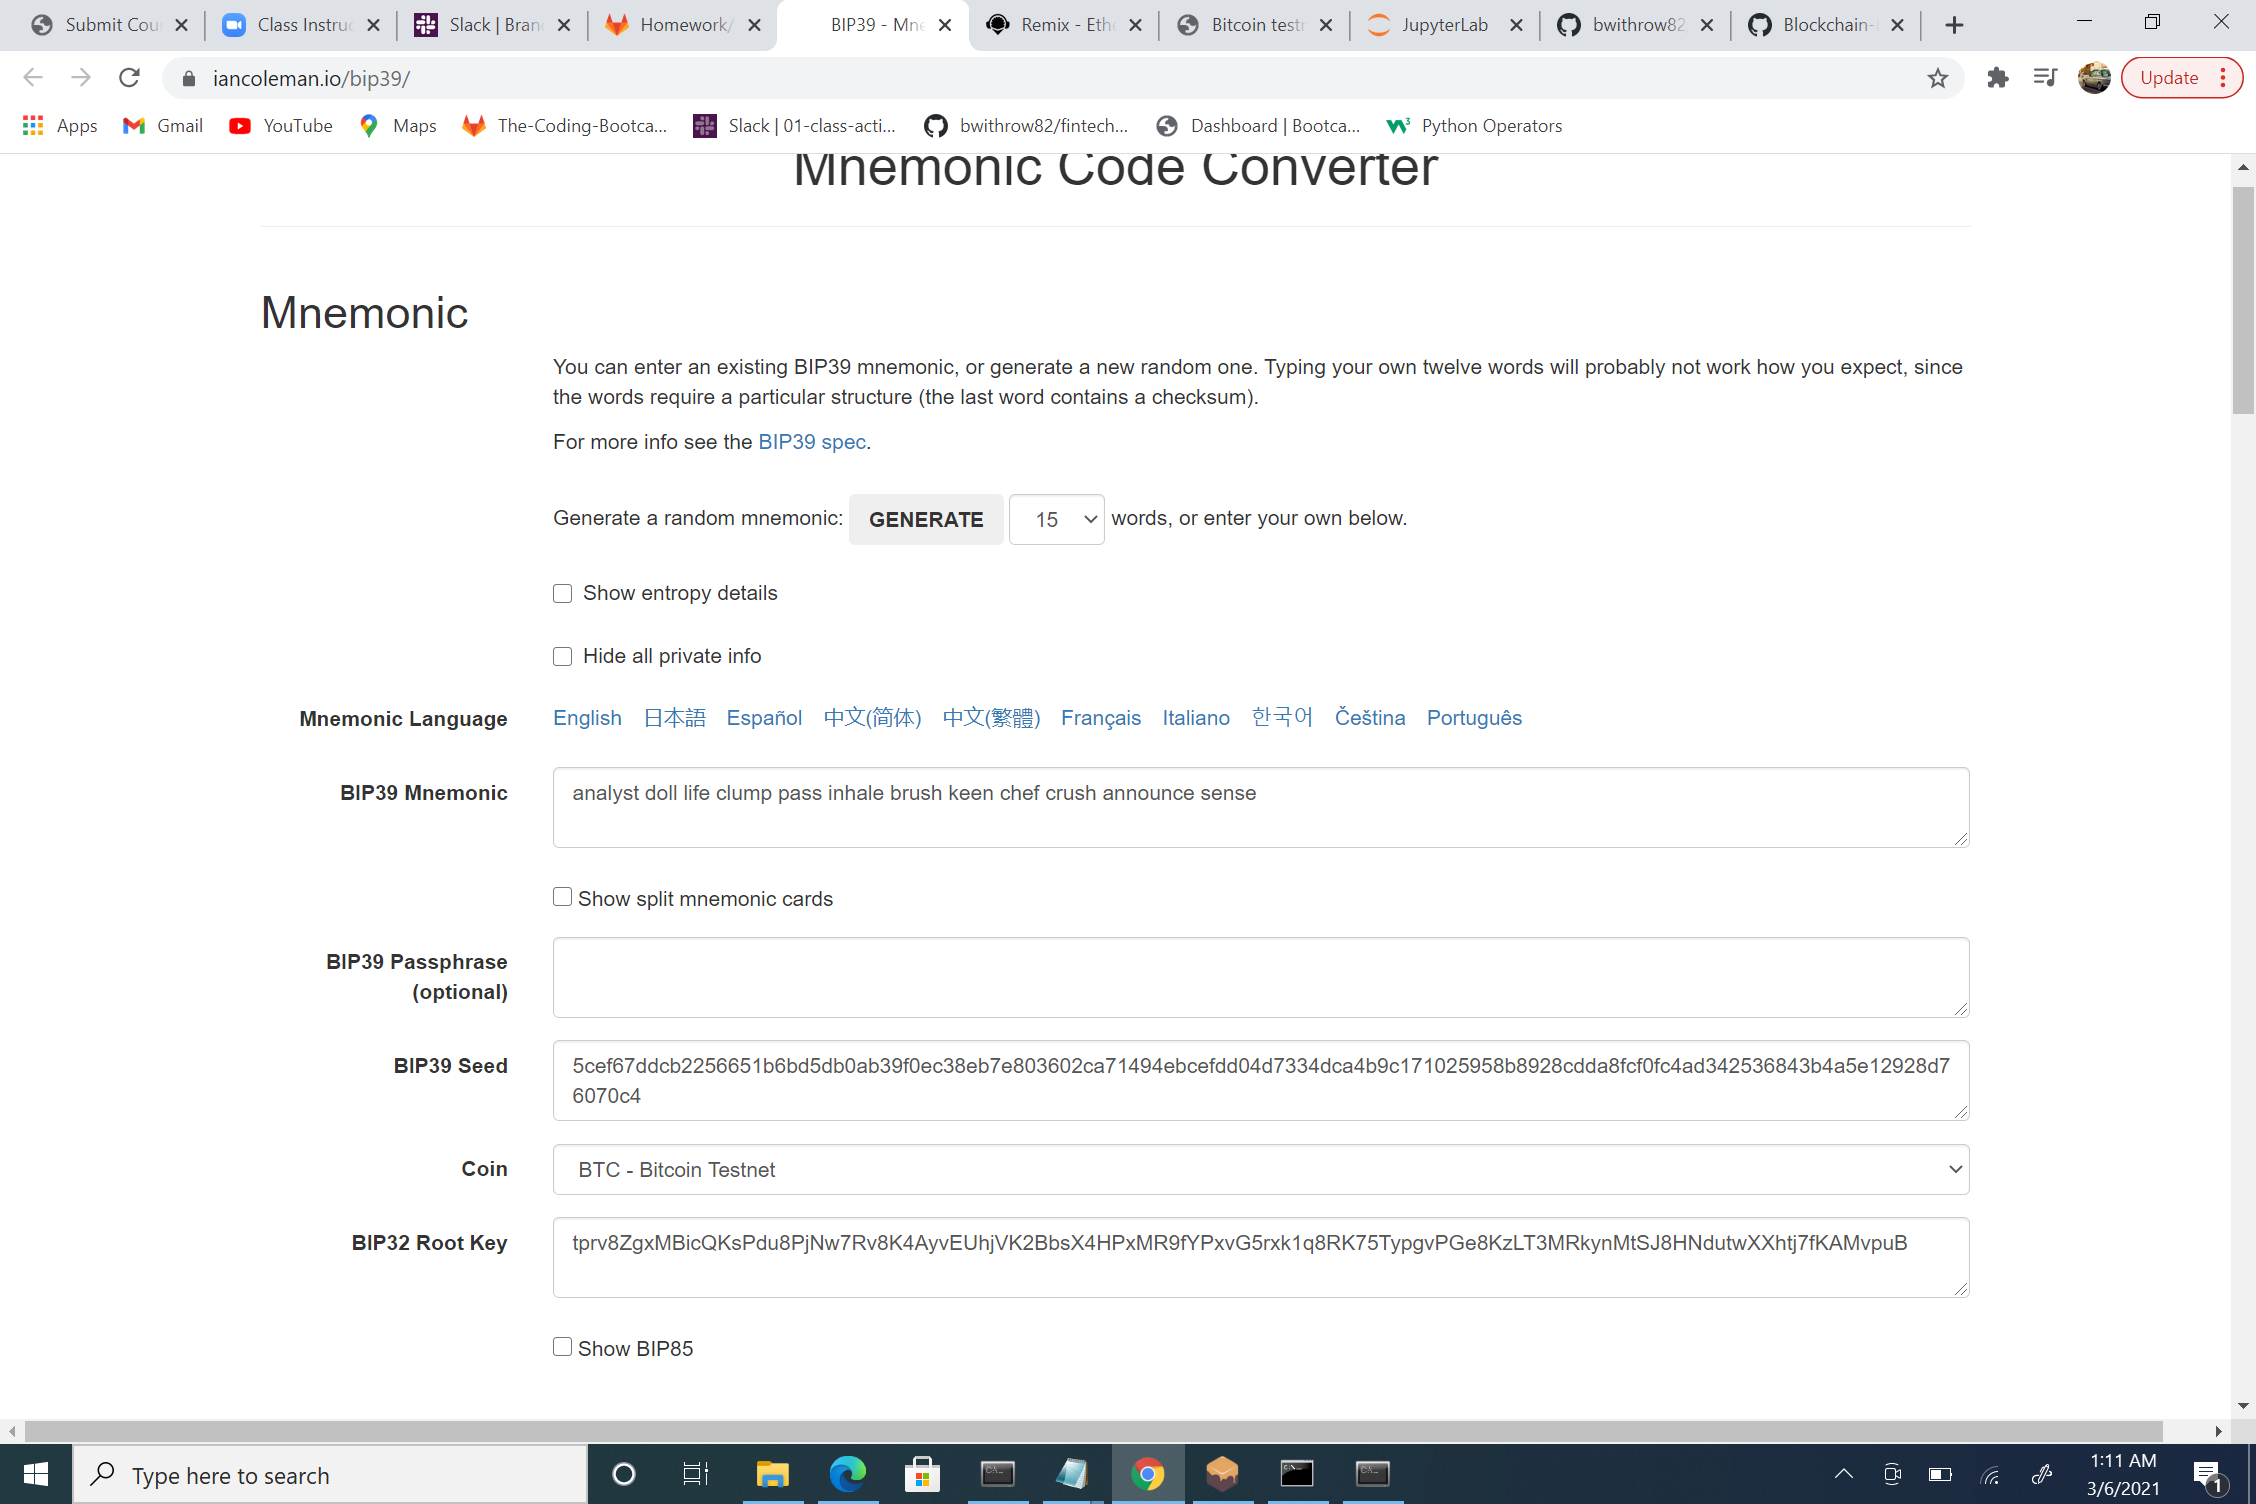 Submit Cou
Class Instruc
Slack | Bran
Homework/
BIP39 - Mne
Remix - Eth
Bitcoin test
JupyterLab
bwithrow82
Blockchain-
iancoleman.io/bip39/
Update
Apps
Gmail
YouTube
Maps
The-Coding-Bootca...
Slack | 01-class-acti...
bwithrow82/fintech...
Dashboard | Bootca...
Python Operators
Mnemonic Code Converter
Mnemonic
You can enter an existing BIP39 mnemonic, or generate a new random one. Typing your own twelve words will probably not work how you expect, since
the words require a particular structure (the last word contains a checksum).
For more info see the BIP39 spec.
Generate a random mnemonic: GENERATE 15 words, or enter your own below.
Show entropy details
Hide all private info
Mnemonic Language English 日本語 Español 中文(简体) 中文(繁體) Français Italiano 한국어 Čeština Português
BIP39 Mnemonic analyst doll life clump pass inhale brush keen chef crush announce sense
Show split mnemonic cards
BIP39 Passphrase
(optional)
BIP39 Seed 5cef67ddcb2256651b6bd5db0ab39f0ec38eb7e803602ca71494ebcefdd04d7334dca4b9c171025958b8928cdda8fcf0fc4ad342536843b4a5e12928d7
6070c4
Coin BTC - Bitcoin Testnet
BIP32 Root Key tprv8ZgxMBicQKsPdu8PjNw7Rv8K4AyvEUhjVK2BbsX4HPxMR9fYPxvG5rxk1q8RK75TypgvPGe8KzLT3MRkynMtSJ8HNdutwXXhtj7fKAMvpuB
Show BIP85
Type here to search
1:11 AM
3/6/2021
1